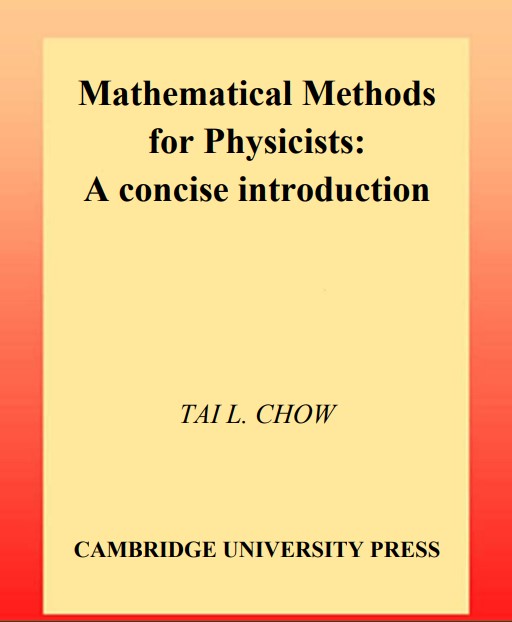 Mathematical Methods
for Physicists:
A concise introduction
TAI L. CHOW
CAMBRIDGE UNIVERSITY PRESS